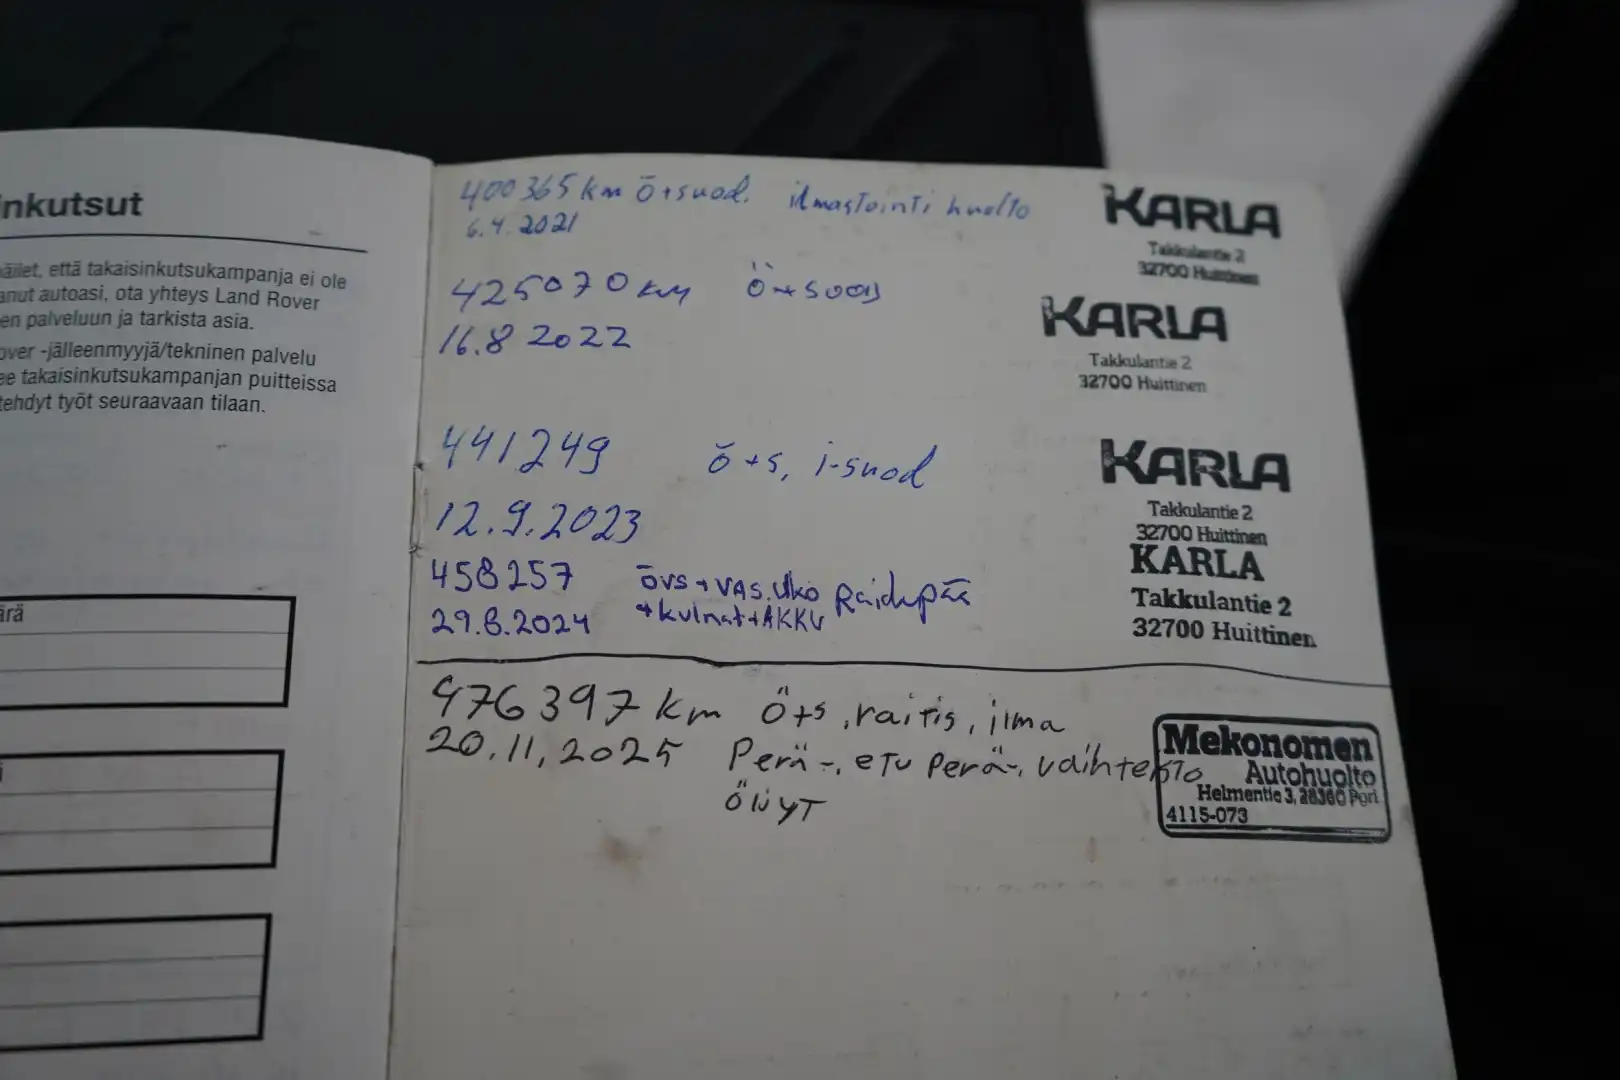 inkutsut
äilet, että takaisinkutsukampanja ei ole
anut autoasi, ota yhteys Land Rover
en palveluun ja tarkista asia.
over -jälleenmyyjä/tekninen palvelu
ee takaisinkutsukampanjan puitteissa
tehdyt työt seuraavaan tilaan.
ärä
400365 km ö+suod. ilmastointi huolto
6.4.2021
KARLA
Takkulantie 2
32700 Huittinen
425070 km ö+suod
16.8 2022
KARLA
Takkulantie 2
32700 Huittinen
441249 ö+s, i-suod
12.9.2023
KARLA
Takkulantie 2
32700 Huittinen
458257 övs+VAS.Ulko Raidepää
29.8.2024 +kulmat+AKKU
KARLA
Takkulantie 2
32700 Huittinen
476397 km ö+s, raitis, ilma
20.11,2025 Perä-, etu perä-, vaihteisto
öljyt
Mekonomen
Autohuolto
Helmentie 3, 28360 Pori
4115-073